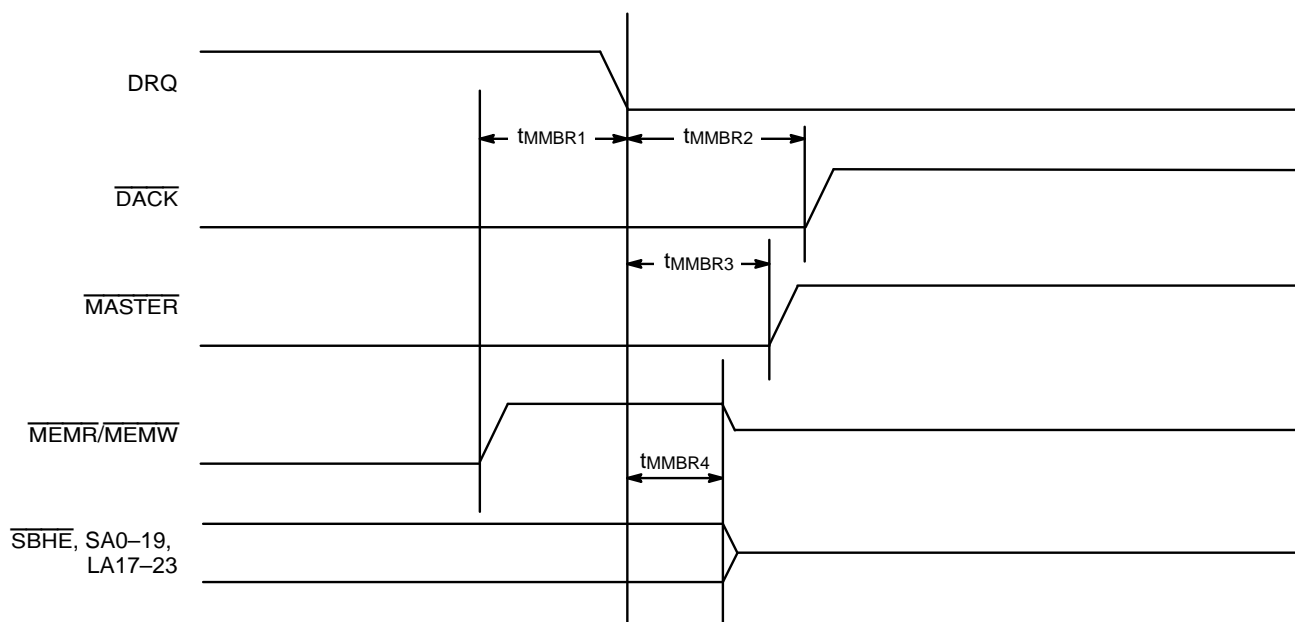 DRQ
tMMBR1
tMMBR2
DACK
tMMBR3
MASTER
MEMR/MEMW
tMMBR4
SBHE, SA0–19,
LA17–23